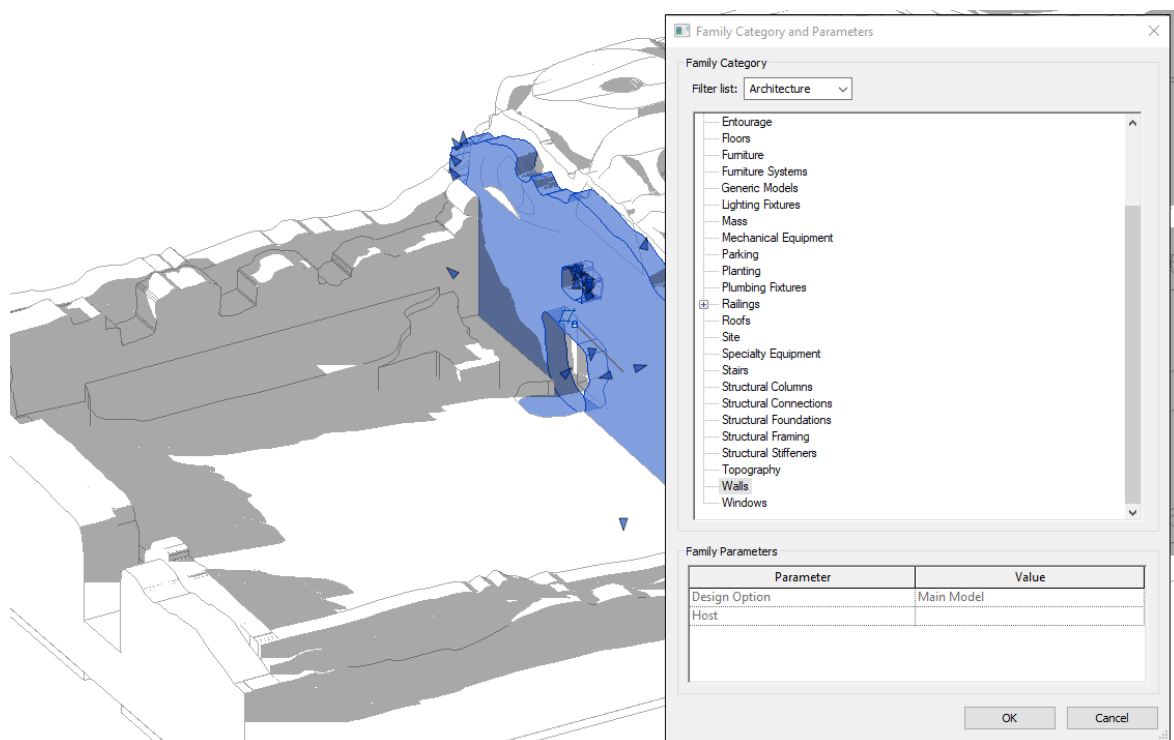 Family Category and Parameters
Family Category
Filter list: Architecture
Entourage
Floors
Furniture
Furniture Systems
Generic Models
Lighting Fixtures
Mass
Mechanical Equipment
Parking
Planting
Plumbing Fixtures
Railings
Roofs
Site
Specialty Equipment
Stairs
Structural Columns
Structural Connections
Structural Foundations
Structural Framing
Structural Stiffeners
Topography
Walls
Windows
Family Parameters
Parameter Value
Design Option Main Model
Host
OK Cancel